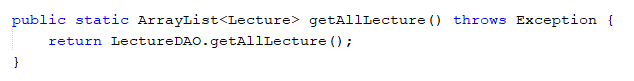 public static ArrayList<Lecture> getAllLecture() throws Exception {
    return LectureDAO.getAllLecture();
}